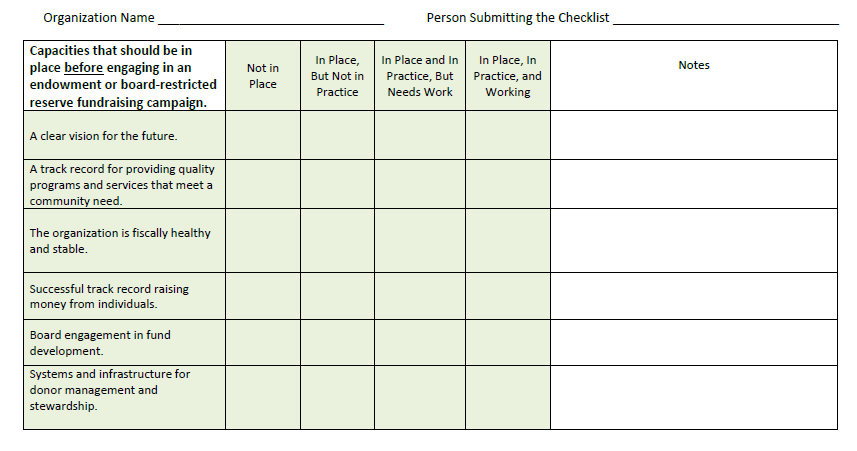 Organization Name ________________________________ Person Submitting the Checklist ________________________________
Capacities that should be in
place before engaging in an
endowment or board-restricted
reserve fundraising campaign.
Not in
Place
In Place,
But Not in
Practice
In Place and In
Practice, But
Needs Work
In Place, In
Practice, and
Working
Notes
A clear vision for the future.
A track record for providing quality
programs and services that meet a
community need.
The organization is fiscally healthy
and stable.
Successful track record raising
money from individuals.
Board engagement in fund
development.
Systems and infrastructure for
donor management and
stewardship.